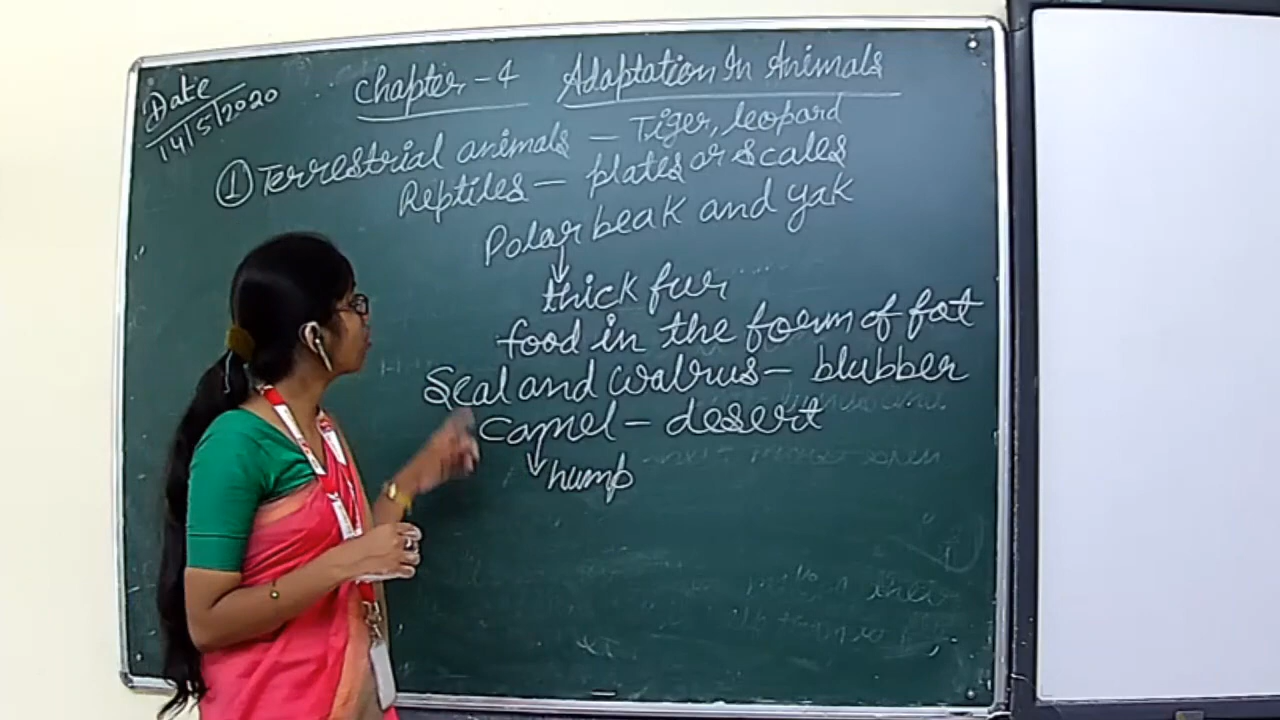 Date
14/5/2020
Chapter - 4 Adaptation In Animals
① Terrestrial animals - Tiger, leopard
Reptiles - plates or scales
Polar beak and yak
thick fur
food in the form of fat
Seal and walrus - blubber
Camel - desert
hump